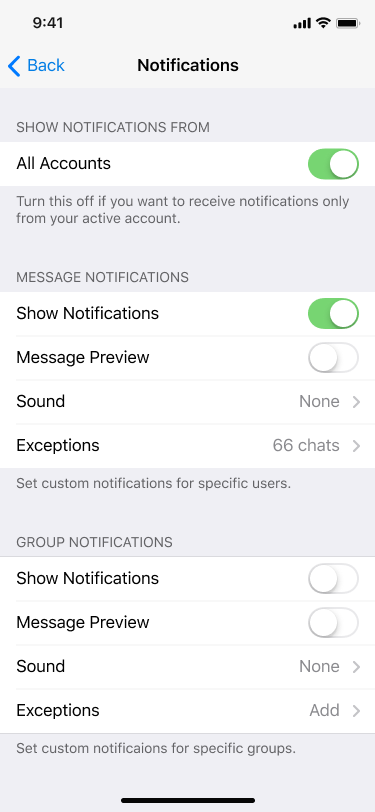 9:41
Back
Notifications
SHOW NOTIFICATIONS FROM
All Accounts
Turn this off if you want to receive notifications only
from your active account.
MESSAGE NOTIFICATIONS
Show Notifications
Message Preview
Sound None
Exceptions 66 chats
Set custom notifications for specific users.
GROUP NOTIFICATIONS
Show Notifications
Message Preview
Sound None
Exceptions Add
Set custom notificaions for specific groups.